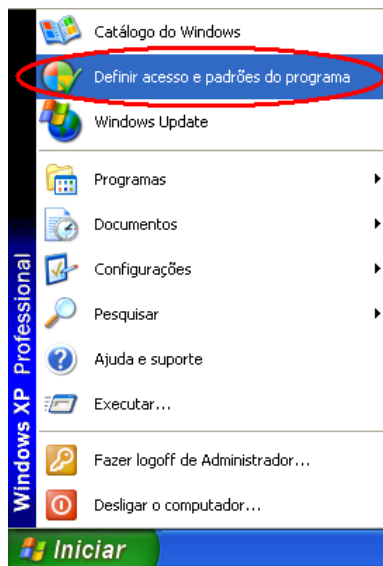 Catálogo do Windows
Definir acesso e padrões do programa
Windows Update
Programas
Documentos
Configurações
Pesquisar
Ajuda e suporte
Executar...
Fazer logoff de Administrador...
Desligar o computador...
Windows XP Professional
Iniciar